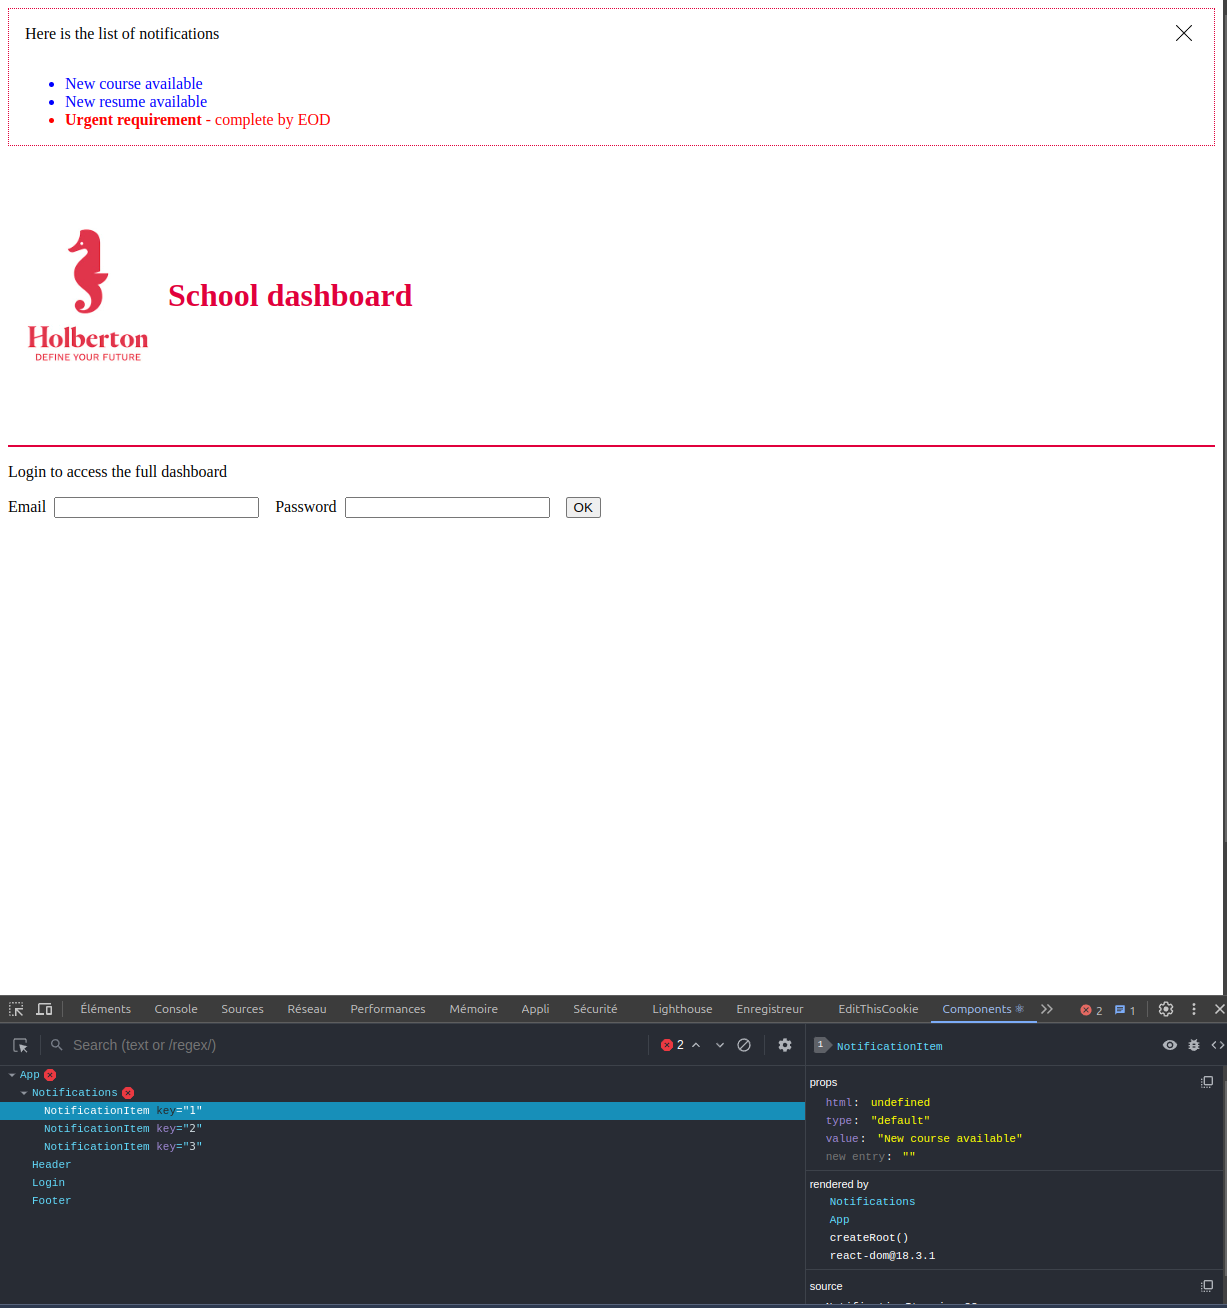 Here is the list of notifications
New course available
New resume available
Urgent requirement - complete by EOD
Holberton
DEFINE YOUR FUTURE
School dashboard
Login to access the full dashboard
Email Password OK
Éléments Console Sources Réseau Performances Mémoire Appli Sécurité Lighthouse Enregistreur EditThisCookie Components ⚛ 2 1
Search (text or /regex/) 2
1 NotificationItem
App
Notifications
NotificationItem key="1"
NotificationItem key="2"
NotificationItem key="3"
Header
Login
Footer
props
html: undefined
type: "default"
value: "New course available"
new entry: ""
rendered by
Notifications
App
createRoot()
react-dom@18.3.1
source